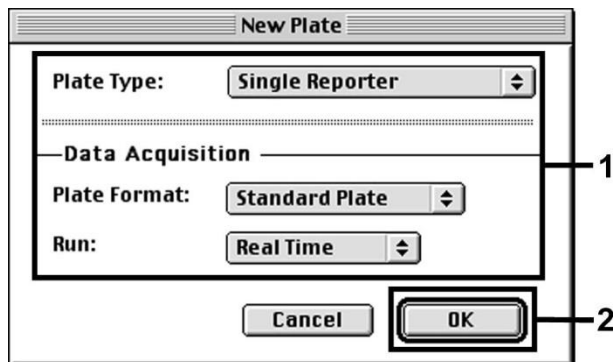 New Plate
Plate Type: Single Reporter
Data Acquisition
1
Plate Format: Standard Plate
Run: Real Time
Cancel OK
2